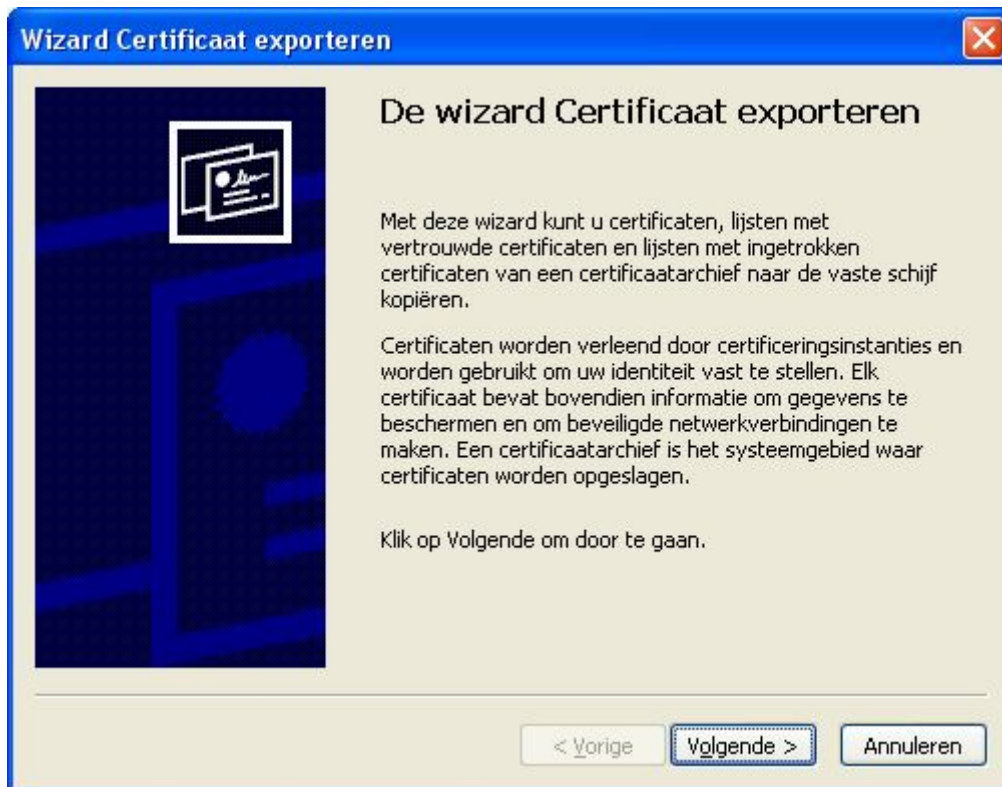 Wizard Certificaat exporteren
De wizard Certificaat exporteren
Met deze wizard kunt u certificaten, lijsten met
vertrouwde certificaten en lijsten met ingetrokken
certificaten van een certificaatarchief naar de vaste schijf
kopiëren.
Certificaten worden verleend door certificeringsinstanties en
worden gebruikt om uw identiteit vast te stellen. Elk
certificaat bevat bovendien informatie om gegevens te
beschermen en om beveiligde netwerkverbindingen te
maken. Een certificaatarchief is het systeemgebied waar
certificaten worden opgeslagen.
Klik op Volgende om door te gaan.
< Vorige Volgende > Annuleren